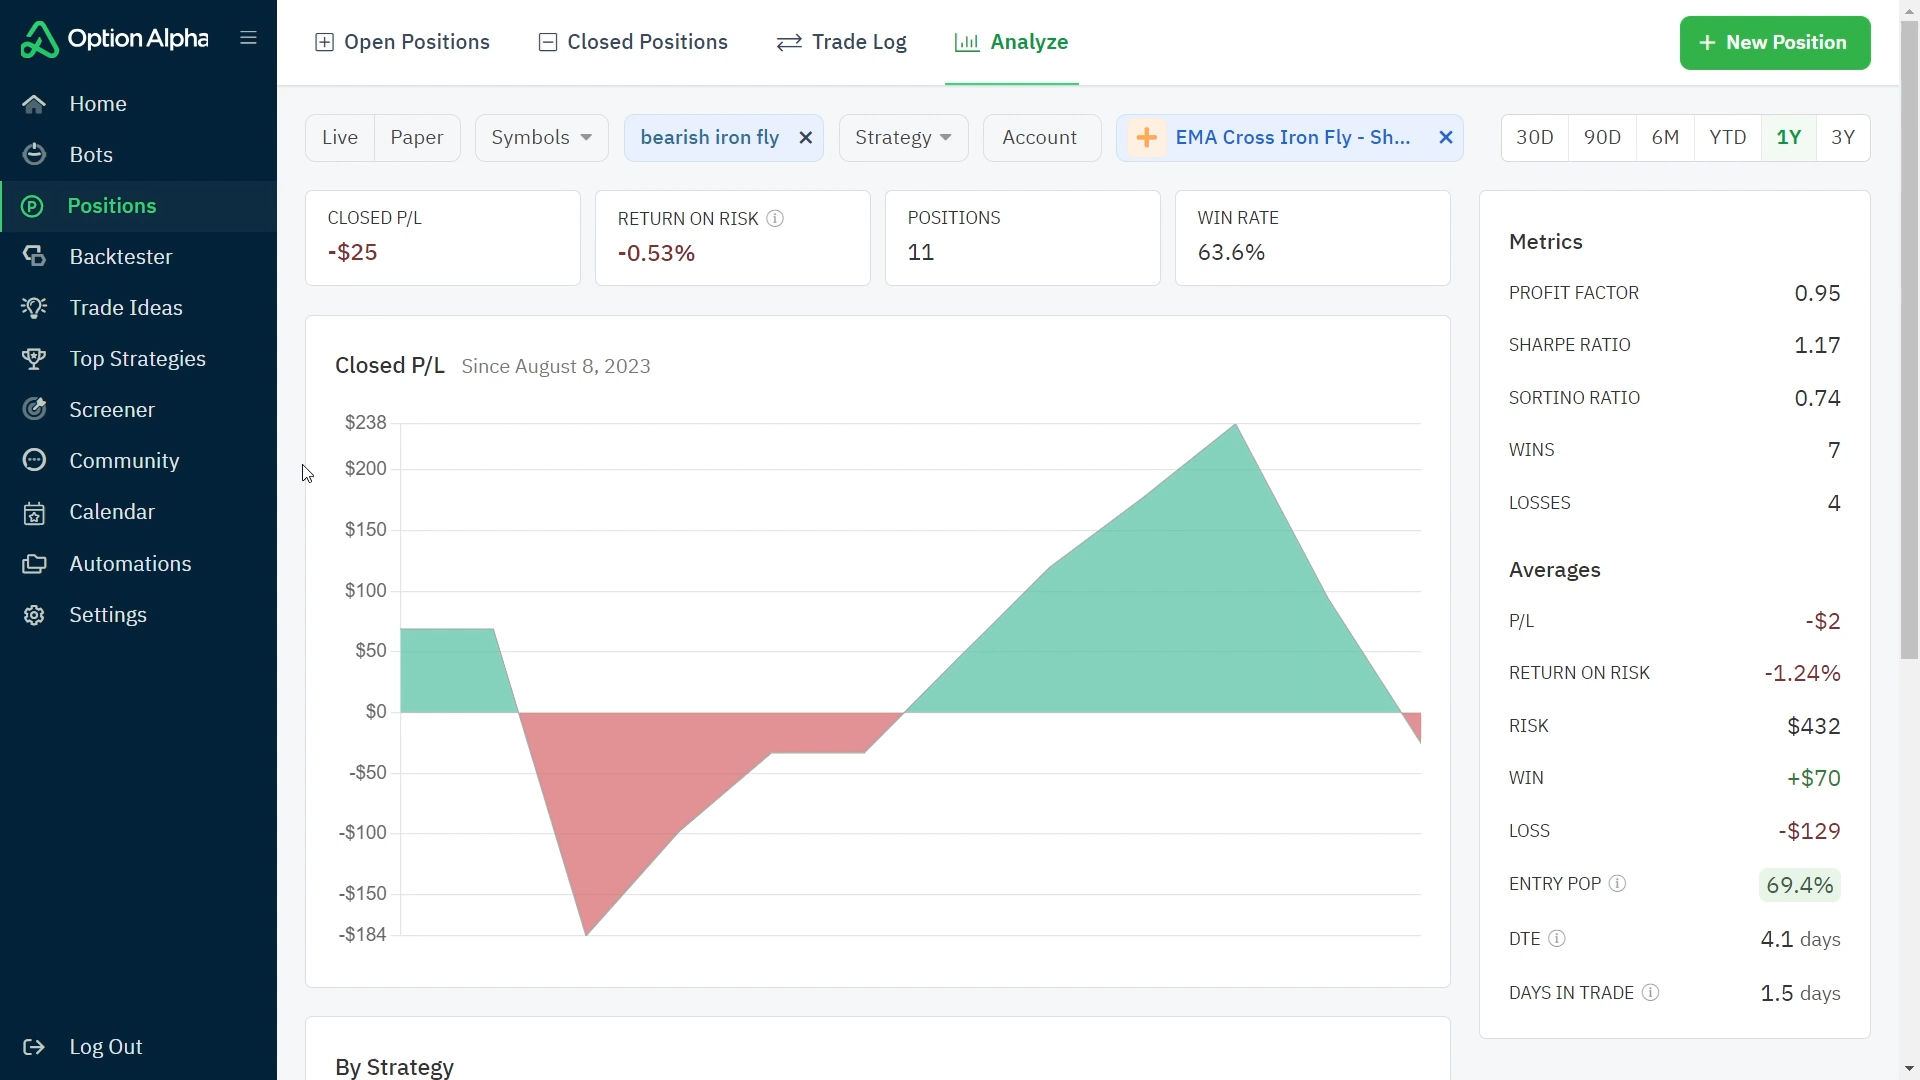 Option Alpha
Home
Bots
Positions
Backtester
Trade Ideas
Top Strategies
Screener
Community
Calendar
Automations
Settings
Log Out
Open Positions
Closed Positions
Trade Log
Analyze
+ New Position
Live
Paper
Symbols
bearish iron fly ×
Strategy
Account
EMA Cross Iron Fly - Sh... ×
30D
90D
6M
YTD
1Y
3Y
CLOSED P/L
-$25
RETURN ON RISK
-0.53%
POSITIONS
11
WIN RATE
63.6%
Closed P/L Since August 8, 2023
$238
$200
$150
$100
$50
$0
-$50
-$100
-$150
-$184
By Strategy
Metrics
PROFIT FACTOR 0.95
SHARPE RATIO 1.17
SORTINO RATIO 0.74
WINS 7
LOSSES 4
Averages
P/L -$2
RETURN ON RISK -1.24%
RISK $432
WIN +$70
LOSS -$129
ENTRY POP 69.4%
DTE 4.1 days
DAYS IN TRADE 1.5 days